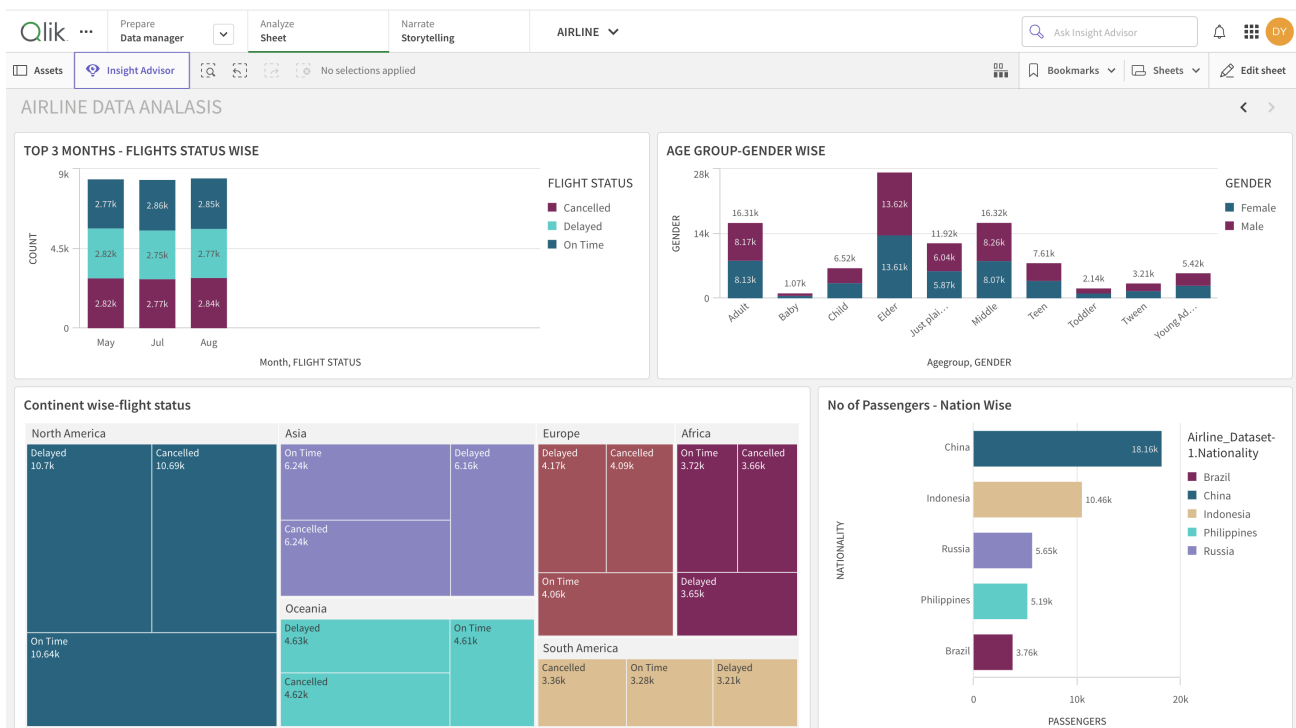 Qlik
Prepare
Data manager
Analyze
Sheet
Narrate
Storytelling
AIRLINE
Ask Insight Advisor
DY
Assets
Insight Advisor
No selections applied
Bookmarks
Sheets
Edit sheet
AIRLINE DATA ANALASIS
TOP 3 MONTHS - FLIGHTS STATUS WISE
9k
4.5k
0
COUNT
2.77k
2.86k
2.85k
2.82k
2.75k
2.77k
2.82k
2.77k
2.84k
May
Jul
Aug
Month, FLIGHT STATUS
FLIGHT STATUS
Cancelled
Delayed
On Time
AGE GROUP-GENDER WISE
28k
14k
0
GENDER
16.31k
8.17k
8.13k
1.07k
6.52k
13.62k
13.61k
11.92k
6.04k
5.87k
16.32k
8.26k
8.07k
7.61k
2.14k
3.21k
5.42k
Adult
Baby
Child
Elder
Just plai...
Middle
Teen
Toddler
Tween
Young Ad...
Agegroup, GENDER
GENDER
Female
Male
Continent wise-flight status
North America
Delayed
10.7k
Cancelled
10.69k
On Time
10.64k
Asia
On Time
6.24k
Delayed
6.16k
Cancelled
6.24k
Oceania
Delayed
4.63k
On Time
4.61k
Cancelled
4.62k
Europe
Delayed
4.17k
Cancelled
4.09k
On Time
4.06k
Africa
On Time
3.72k
Cancelled
3.66k
Delayed
3.65k
South America
Cancelled
3.36k
On Time
3.28k
Delayed
3.21k
No of Passengers - Nation Wise
NATIONALITY
China
18.16k
Indonesia
10.46k
Russia
5.65k
Philippines
5.19k
Brazil
3.76k
0
10k
20k
PASSENGERS
Airline_Dataset-
1.Nationality
Brazil
China
Indonesia
Philippines
Russia